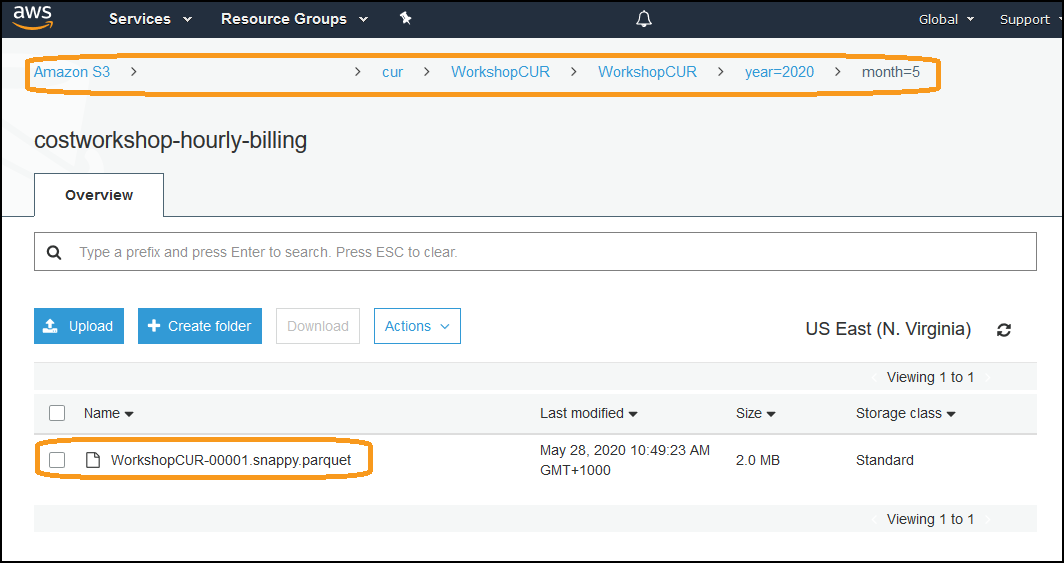 aws Services Resource Groups Global Support
Amazon S3 > > cur > WorkshopCUR > WorkshopCUR > year=2020 > month=5
costworkshop-hourly-billing
Overview
Type a prefix and press Enter to search. Press ESC to clear.
Upload + Create folder Download Actions US East (N. Virginia)
Viewing 1 to 1
Name Last modified Size Storage class
WorkshopCUR-00001.snappy.parquet May 28, 2020 10:49:23 AM 2.0 MB Standard
GMT+1000
Viewing 1 to 1